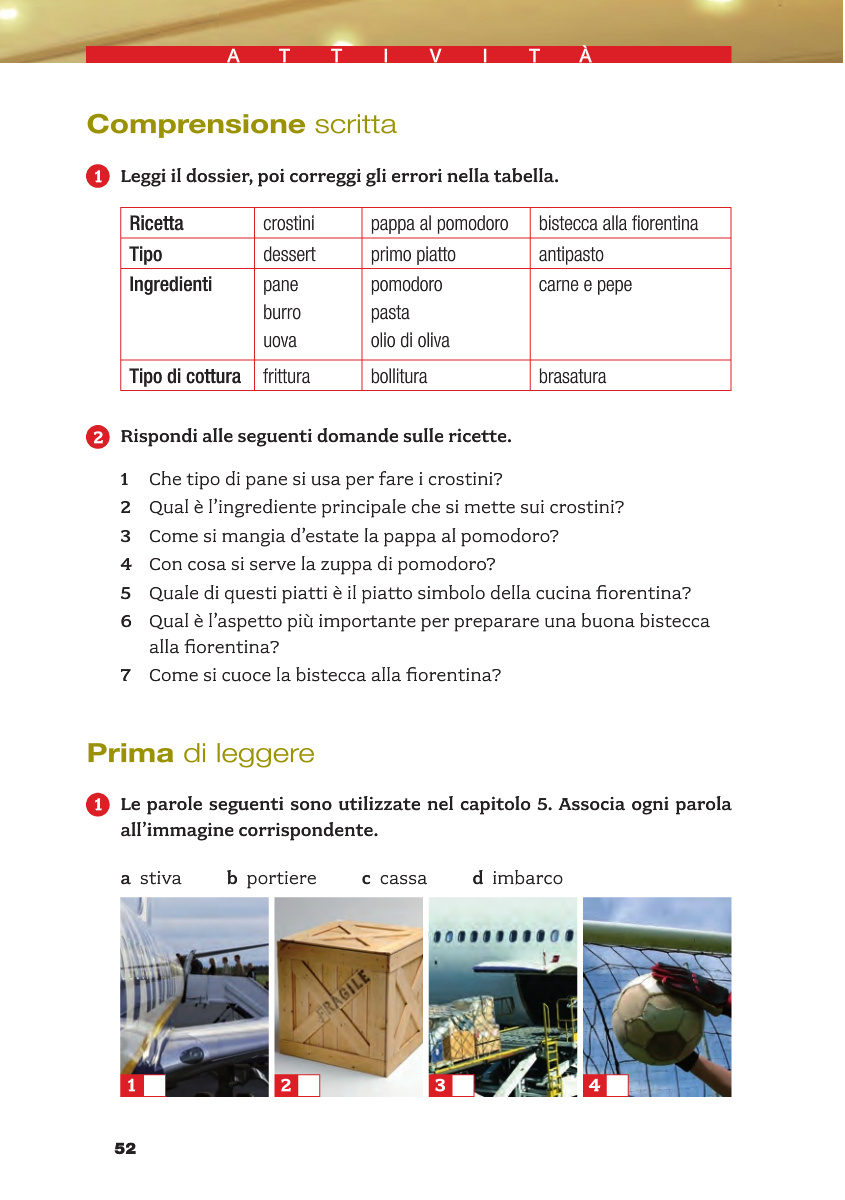 ATTIVITÀ
Comprensione scritta
1 Leggi il dossier, poi correggi gli errori nella tabella.
Ricetta crostini pappa al pomodoro bistecca alla fiorentina
Tipo dessert primo piatto antipasto
Ingredienti pane pomodoro carne e pepe
burro pasta
uova olio di oliva
Tipo di cottura frittura bollitura brasatura
2 Rispondi alle seguenti domande sulle ricette.
1 Che tipo di pane si usa per fare i crostini?
2 Qual è l'ingrediente principale che si mette sui crostini?
3 Come si mangia d'estate la pappa al pomodoro?
4 Con cosa si serve la zuppa di pomodoro?
5 Quale di questi piatti è il piatto simbolo della cucina fiorentina?
6 Qual è l'aspetto più importante per preparare una buona bistecca
alla fiorentina?
7 Come si cuoce la bistecca alla fiorentina?
Prima di leggere
1 Le parole seguenti sono utilizzate nel capitolo 5. Associa ogni parola
all'immagine corrispondente.
a stiva b portiere c cassa d imbarco
FRAGILE
1 2 3 4
52